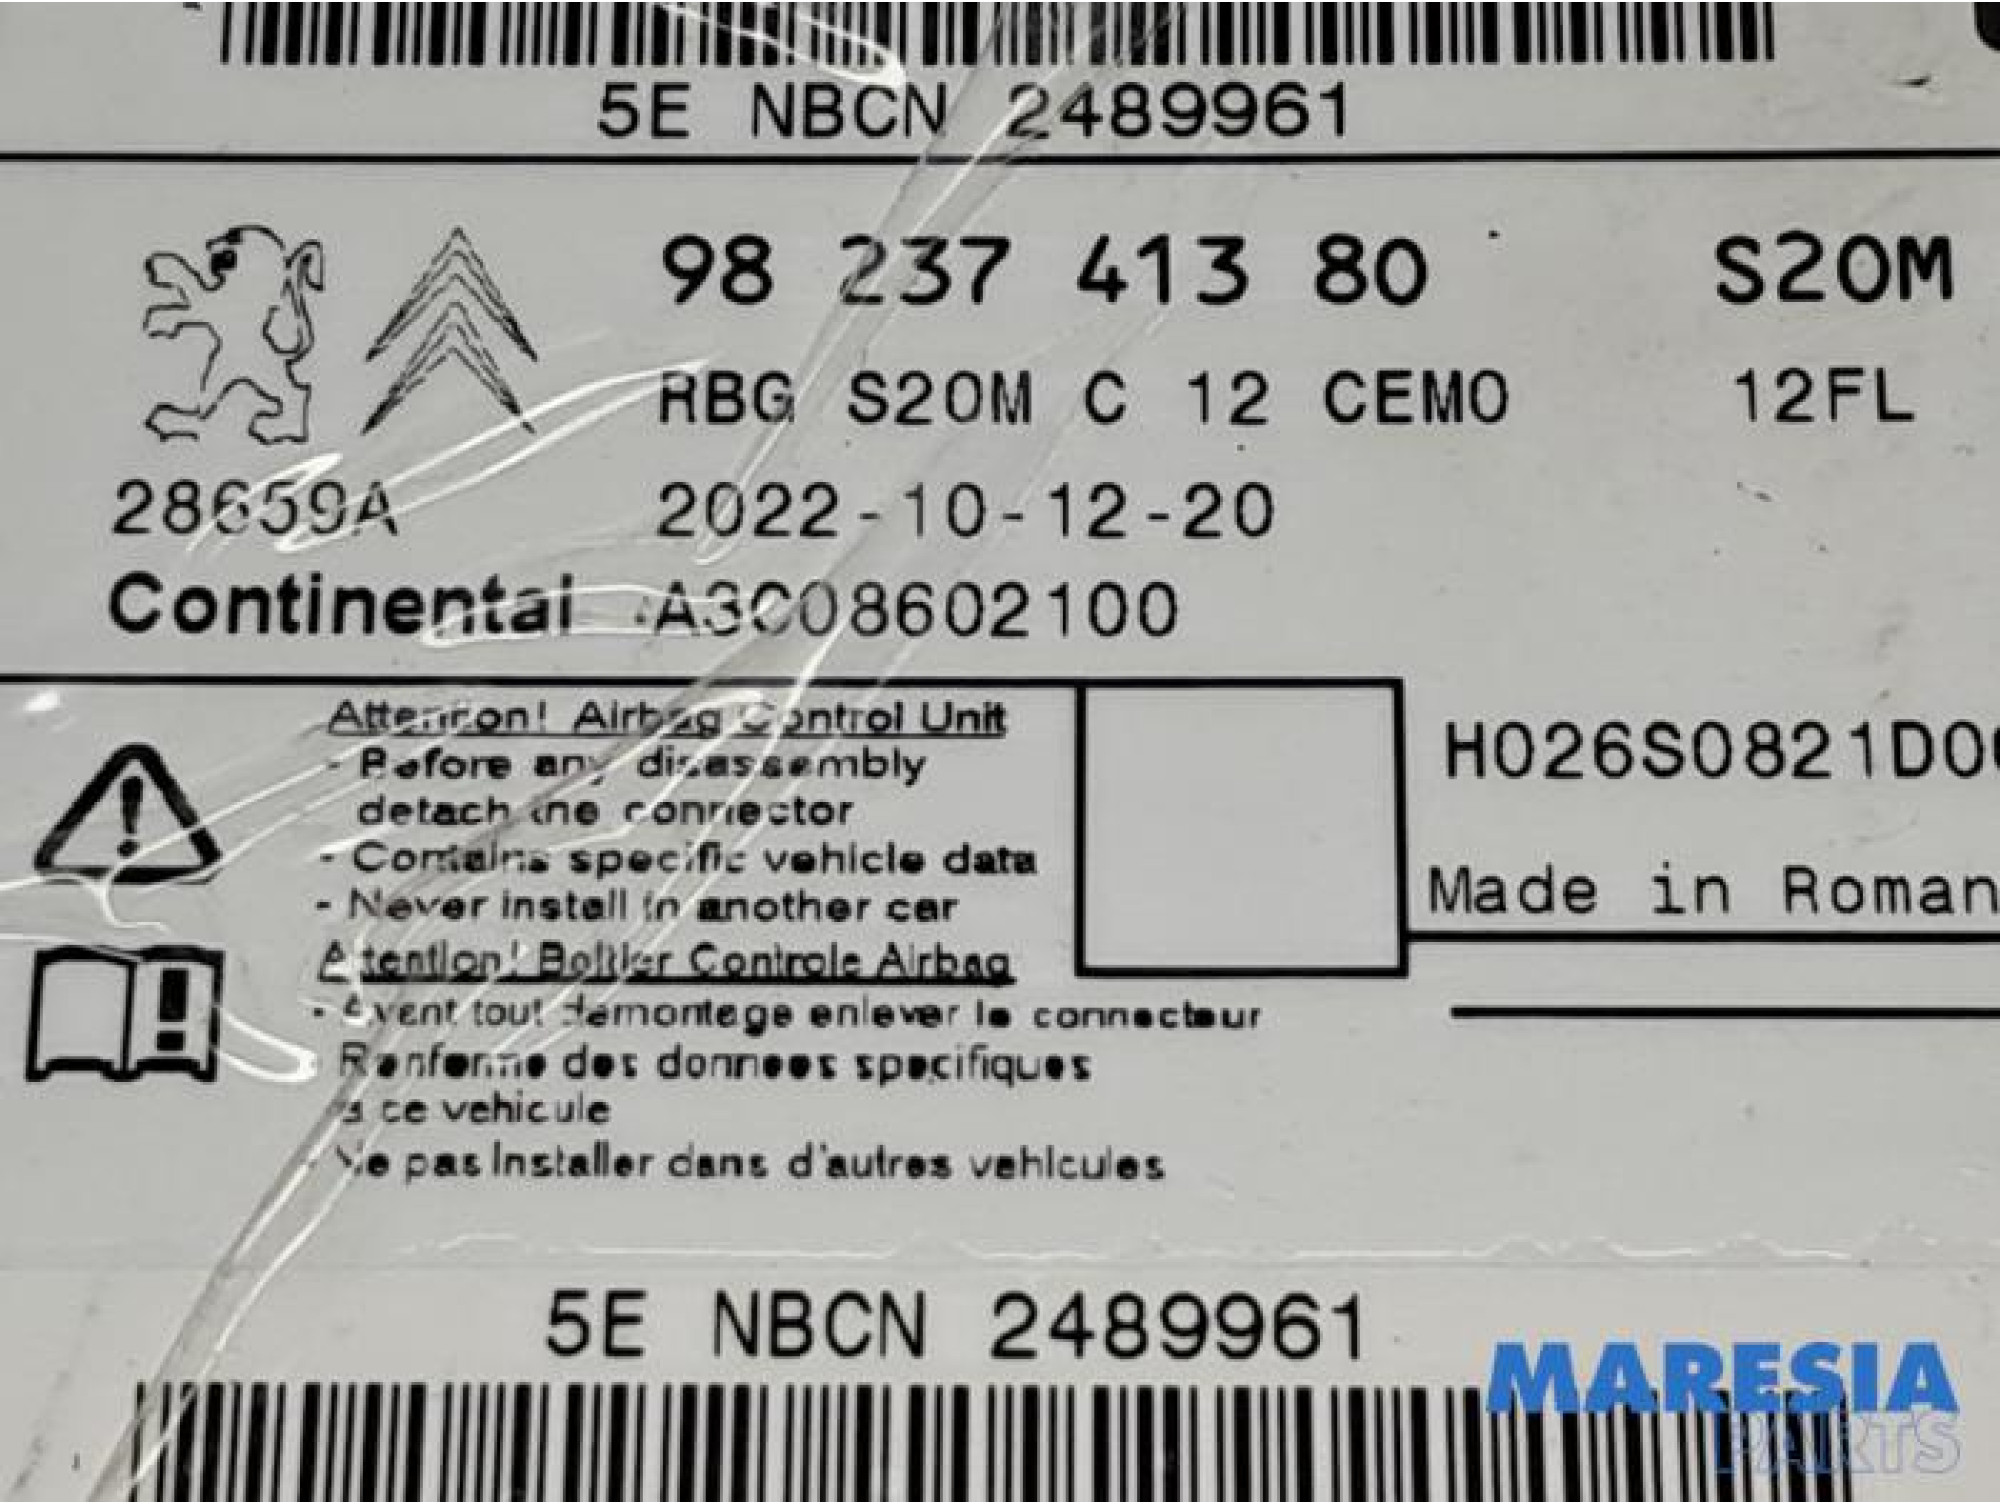 5E NBCN 2489961
98 237 413 80 S20M
RBG S20M C 12 CEMO 12FL
28659A 2022-10-12-20
Continental A3C08602100
Attention! Airbag Control Unit
- Before any disassembly
detach the connector
- Contains specific vehicle data
- Never install in another car
H026S0821D0
Made in Roman
Attention! Boitier Controle Airbag
- Avant tout demontage enlever le connecteur
- Renferme des donnees specifiques
a ce vehicule
- Ne pas installer dans d'autres vehicules
5E NBCN 2489961
MARESIA
PARTS